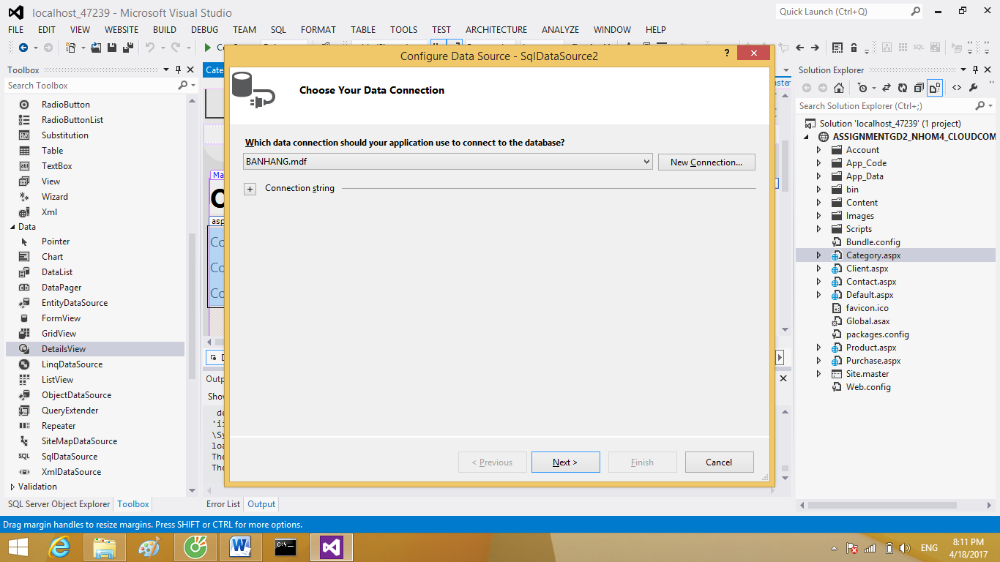 localhost_47239 - Microsoft Visual Studio
Quick Launch (Ctrl+Q)
FILE EDIT VIEW WEBSITE BUILD DEBUG TEAM SQL FORMAT TABLE TOOLS TEST ARCHITECTURE ANALYZE WINDOW HELP
Toolbox
Search Toolbox
RadioButton
RadioButtonList
Substitution
Table
TextBox
View
Wizard
Xml
Data
Pointer
Chart
DataList
DataPager
EntityDataSource
FormView
GridView
DetailsView
LinqDataSource
ListView
ObjectDataSource
QueryExtender
Repeater
SiteMapDataSource
SqlDataSource
XmlDataSource
Validation
SQL Server Object Explorer Toolbox
Configure Data Source - SqlDataSource2
?
Choose Your Data Connection
Which data connection should your application use to connect to the database?
BANHANG.mdf
New Connection...
+ Connection string
< Previous Next > Finish Cancel
Error List Output
Solution Explorer
Search Solution Explorer (Ctrl+;)
Solution 'localhost_47239' (1 project)
ASSIGNMENTGD2_NHOM4_CLOUDCOM
Account
App_Code
App_Data
bin
Content
Images
Scripts
Bundle.config
Category.aspx
Client.aspx
Contact.aspx
Default.aspx
favicon.ico
Global.asax
packages.config
Product.aspx
Purchase.aspx
Site.master
Web.config
Drag margin handles to resize margins. Press SHIFT or CTRL for more options.
ENG
8:11 PM
4/18/2017